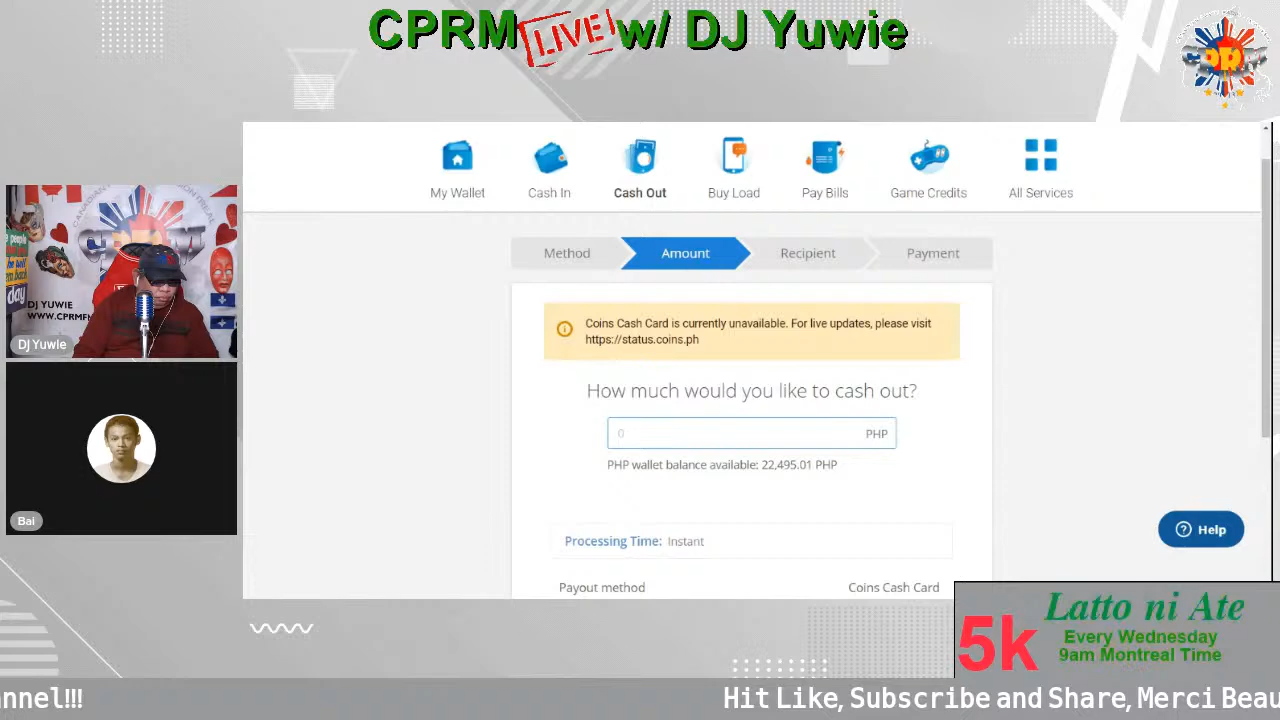 CPRM LIVE! w/ DJ Yuwie
CPRM
My Wallet
Cash In
Cash Out
Buy Load
Pay Bills
Game Credits
All Services
Method
Amount
Recipient
Payment
Coins Cash Card is currently unavailable. For live updates, please visit
https://status.coins.ph
How much would you like to cash out?
0
PHP
PHP wallet balance available: 22,495.01 PHP
Processing Time: Instant
Payout method
Coins Cash Card
Help
DJ YUWIE
DJ Yuwie
Bai
5k
Latto ni Ate
Every Wednesday
9am Montreal Time
annel!!!
Hit Like, Subscribe and Share, Merci Beau